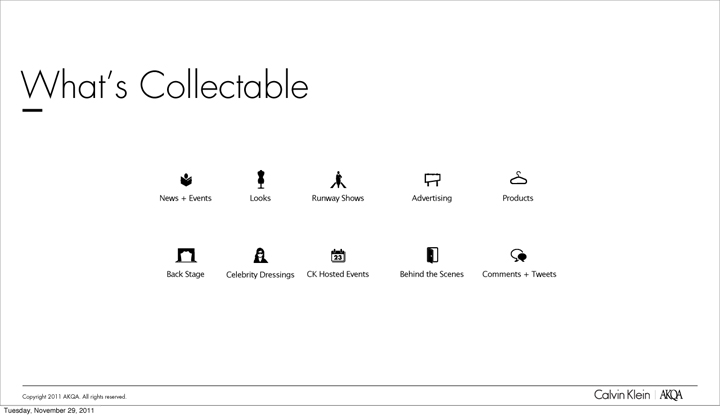 What's Collectable
News + Events
Looks
Runway Shows
Advertising
Products
23
Back Stage
Celebrity Dressings
CK Hosted Events
Behind the Scenes
Comments + Tweets
Copyright 2011 AKQA. All rights reserved.
Calvin Klein | AKQA
Tuesday, November 29, 2011